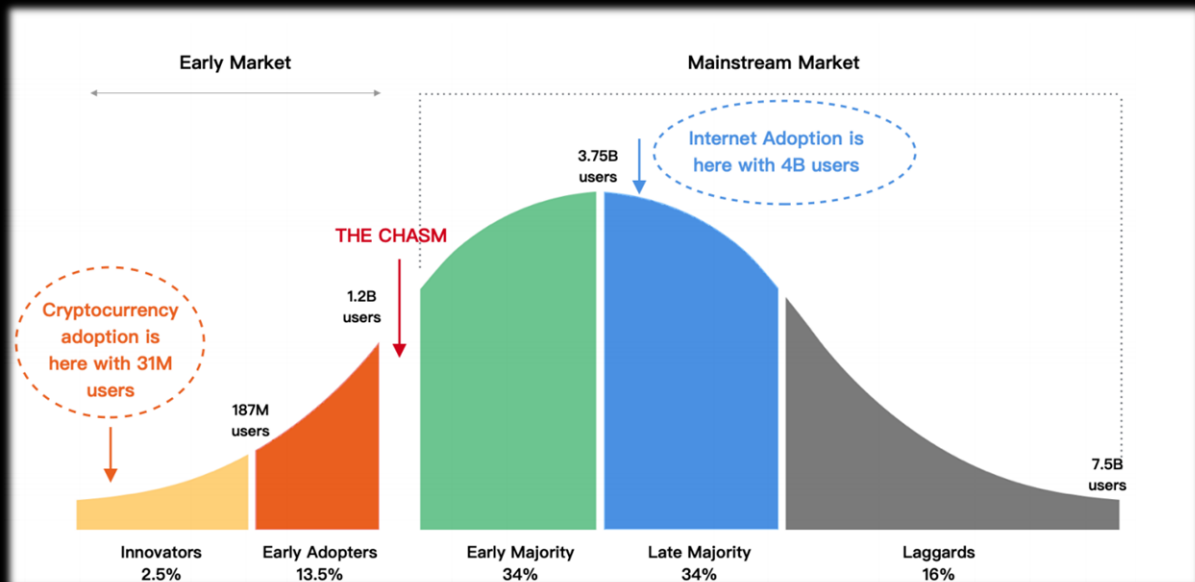 Early Market
Mainstream Market
Internet Adoption is
here with 4B users
3.75B
users
THE CHASM
Cryptocurrency
adoption is
here with 31M
users
1.2B
users
187M
users
7.5B
users
Innovators
2.5%
Early Adopters
13.5%
Early Majority
34%
Late Majority
34%
Laggards
16%